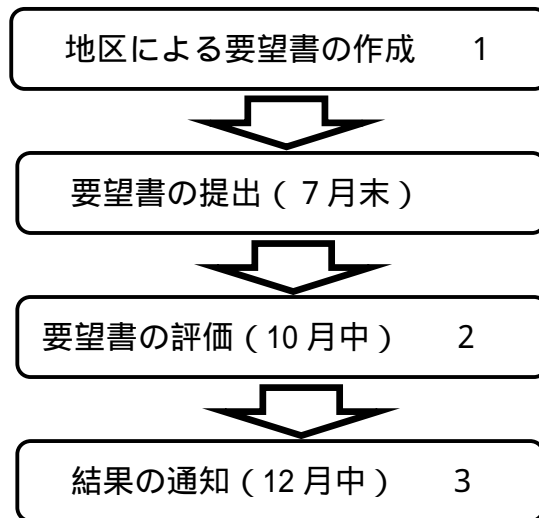 地区による要望書の作成 1
要望書の提出(7月末)
要望書の評価(10月中) 2
結果の通知(12月中) 3